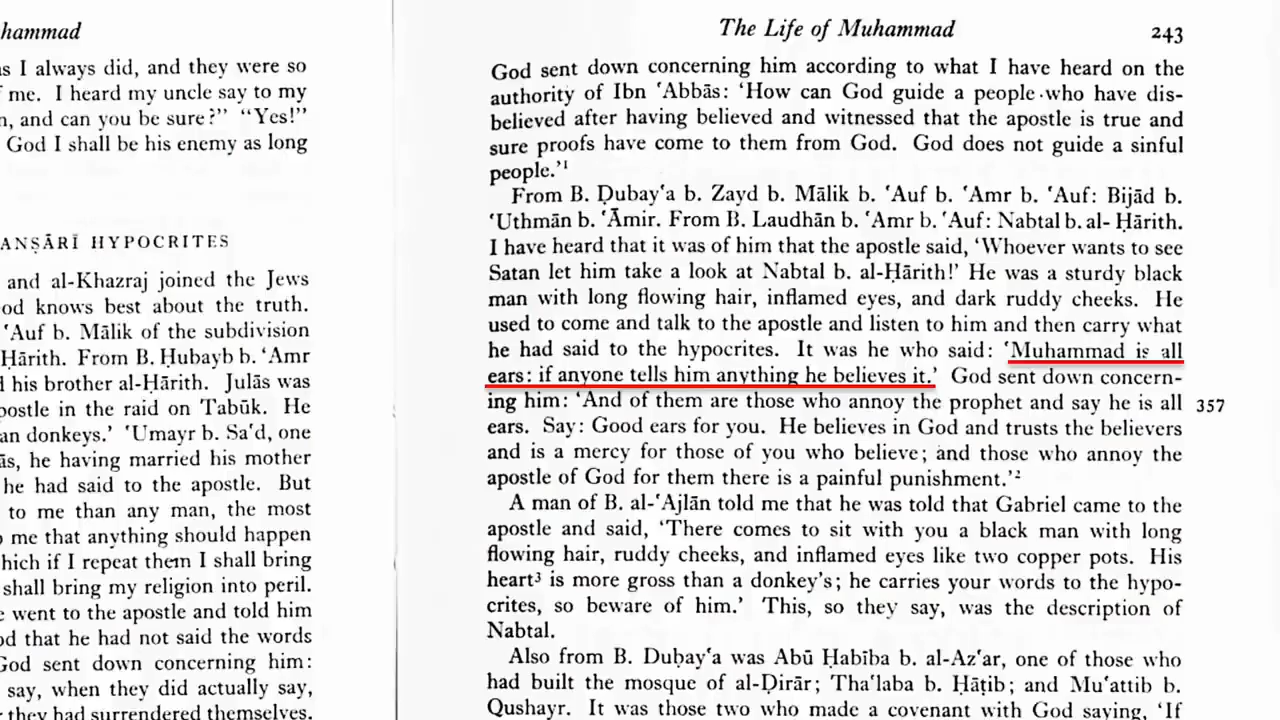 hammad
as I always did, and they were so
f me. I heard my uncle say to my
n, and can you be sure?" "Yes!"
God I shall be his enemy as long
ANṢĀRĪ HYPOCRITES
and al-Khazraj joined the Jews
od knows best about the truth.
'Auf b. Mālik of the subdivision
Ḥārith. From B. Ḥubayb b. 'Amr
d his brother al-Ḥārith. Julās was
postle in the raid on Tabūk. He
an donkeys.' 'Umayr b. Sa'd, one
ās, he having married his mother
he had said to the apostle. But
to me than any man, the most
o me that anything should happen
hich if I repeat them I shall bring
shall bring my religion into peril.
e went to the apostle and told him
od that he had not said the words
God sent down concerning him:
say, when they did actually say,
they had surrendered themselves.
The Life of Muhammad 243
God sent down concerning him according to what I have heard on the
authority of Ibn 'Abbās: 'How can God guide a people who have dis-
believed after having believed and witnessed that the apostle is true and
sure proofs have come to them from God. God does not guide a sinful
people.'¹
From B. Ḍubay'a b. Zayd b. Mālik b. 'Auf b. 'Amr b. 'Auf: Bijād b.
'Uthmān b. 'Āmir. From B. Laudhān b. 'Amr b. 'Auf: Nabtal b. al-Ḥārith.
I have heard that it was of him that the apostle said, 'Whoever wants to see
Satan let him take a look at Nabtal b. al-Ḥārith!' He was a sturdy black
man with long flowing hair, inflamed eyes, and dark ruddy cheeks. He
used to come and talk to the apostle and listen to him and then carry what
he had said to the hypocrites. It was he who said: 'Muhammad is all
ears: if anyone tells him anything he believes it.' God sent down concern-
ing him: 'And of them are those who annoy the prophet and say he is all 357
ears. Say: Good ears for you. He believes in God and trusts the believers
and is a mercy for those of you who believe; and those who annoy the
apostle of God for them there is a painful punishment.'²
A man of B. al-'Ajlān told me that he was told that Gabriel came to the
apostle and said, 'There comes to sit with you a black man with long
flowing hair, ruddy cheeks, and inflamed eyes like two copper pots. His
heart³ is more gross than a donkey's; he carries your words to the hypo-
crites, so beware of him.' This, so they say, was the description of
Nabtal.
Also from B. Ḍubay'a was Abū Ḥabība b. al-Az'ar, one of those who
had built the mosque of al-Ḍirār; Tha'laba b. Ḥāṭib; and Mu'attib b.
Qushayr. It was those two who made a covenant with God saying, 'If